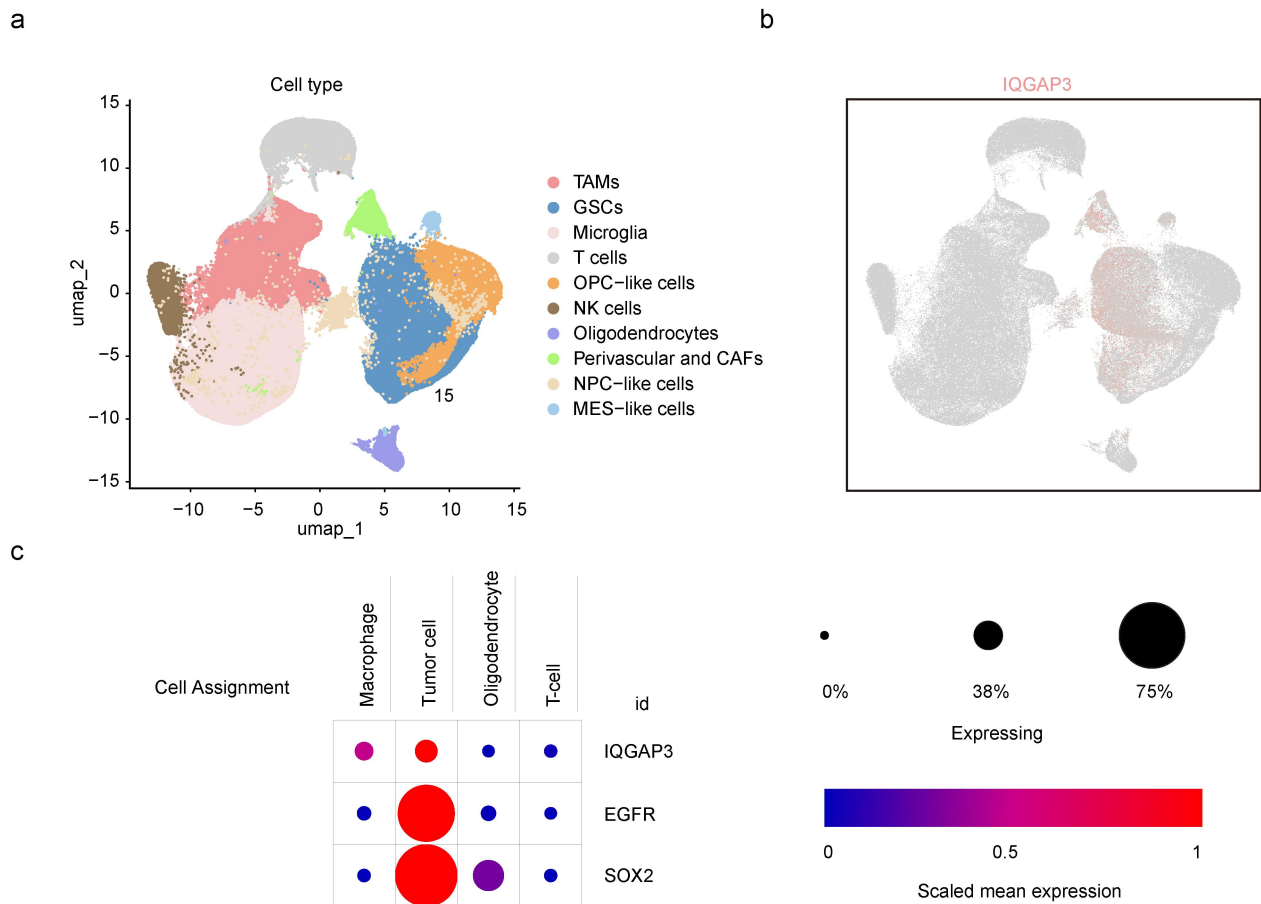 a
b
Cell type
IQGAP3
15
10
5
0
−5
−10
−15
umap_2
−10
−5
0
5
10
15
umap_1
15
TAMs
GSCs
Microglia
T cells
OPC−like cells
NK cells
Oligodendrocytes
Perivascular and CAFs
NPC−like cells
MES−like cells
c
Cell Assignment
Macrophage
Tumor cell
Oligodendrocyte
T-cell
id
IQGAP3
EGFR
SOX2
0%
38%
75%
Expressing
0
0.5
1
Scaled mean expression